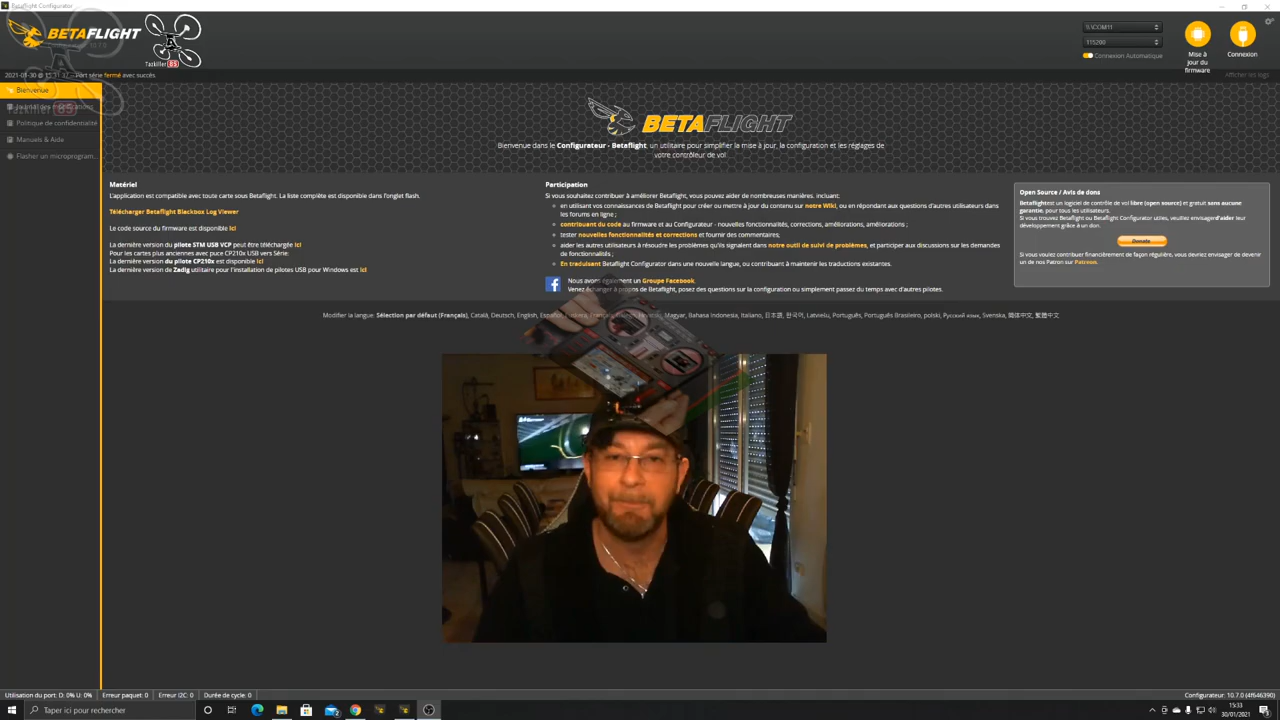 Betaflight Configurator
BETAFLIGHT
Tazkiller 85
S:\COM11
115200
Connexion Automatique
Mise à
jour du
firmware
Connexion
2021-01-30 @ 15:31:37 -- Port série fermé avec succès
Afficher les logs
Bienvenue
Journal des modifications
Politique de confidentialité
Manuels & Aide
Flasher un microprogram...
Tazkiller 85
BETAFLIGHT
Bienvenue dans le Configurateur - Betaflight, un utilitaire pour simplifier la mise à jour, la configuration et les réglages de
votre contrôleur de vol
Matériel
L'application est compatible avec toute carte sous Betaflight. La liste complète est disponible dans l'onglet flash.
Télécharger Betaflight Blackbox Log Viewer
Le code source du firmware est disponible ici
La dernière version du pilote STM USB VCP peut être téléchargée ici
Pour les cartes plus anciennes avec puce CP210x USB vers Série:
La dernière version du pilote CP210x est disponible ici
La dernière version de Zadig utilitaire pour l'installation de pilotes USB pour Windows est ici
Participation
Si vous souhaitez contribuer à améliorer Betaflight, vous pouvez aider de nombreuses manières, incluant:
en utilisant vos connaissances de Betaflight pour créer ou mettre à jour du contenu sur notre Wiki, ou en répondant aux questions d'autres utilisateurs dans
les forums en ligne ;
contribuant du code au firmware et au Configurateur - nouvelles fonctionnalités, corrections, améliorations ;
tester nouvelles fonctionnalités et corrections et fournir des commentaires;
aider les autres utilisateurs à résoudre les problèmes qu'ils signalent dans notre outil de suivi de problèmes, et participer aux discussions sur les demandes
de fonctionnalités ;
En traduisant Betaflight Configurator dans une nouvelle langue, ou contribuant à maintenir les traductions existantes.
Nous avons également un Groupe Facebook.
Venez échanger à propos de Betaflight, posez des questions sur la configuration ou simplement passez du temps avec d'autres pilotes.
Open Source / Avis de dons
Betaflight est un logiciel de contrôle de vol libre (open source) et gratuit sans aucune
garantie, pour tous les utilisateurs.
Si vous trouvez Betaflight ou Betaflight Configurator utiles, veuillez envisager d'aider leur
développement grâce à un don.
Donate
Si vous voulez contribuer financièrement de façon régulière, vous devriez envisager de devenir
un de nos Patron sur Patreon.
Modifier la langue: Sélection par défaut (Français), Català, Deutsch, English, Español, Euskera, Français, Magyar, Bahasa Indonesia, Italiano, 日本語, 한국어, Latviešu, Português, Português Brasileiro, polski, Русский язык, Svenska, 简体中文, 繁體中文
Utilisation du port: D: 0% U: 0%
Erreur paquet: 0
Erreur I2C: 0
Durée de cycle: 0
Configurateur: 10.7.0 (4f646390)
Taper ici pour rechercher
15:33
30/01/2021